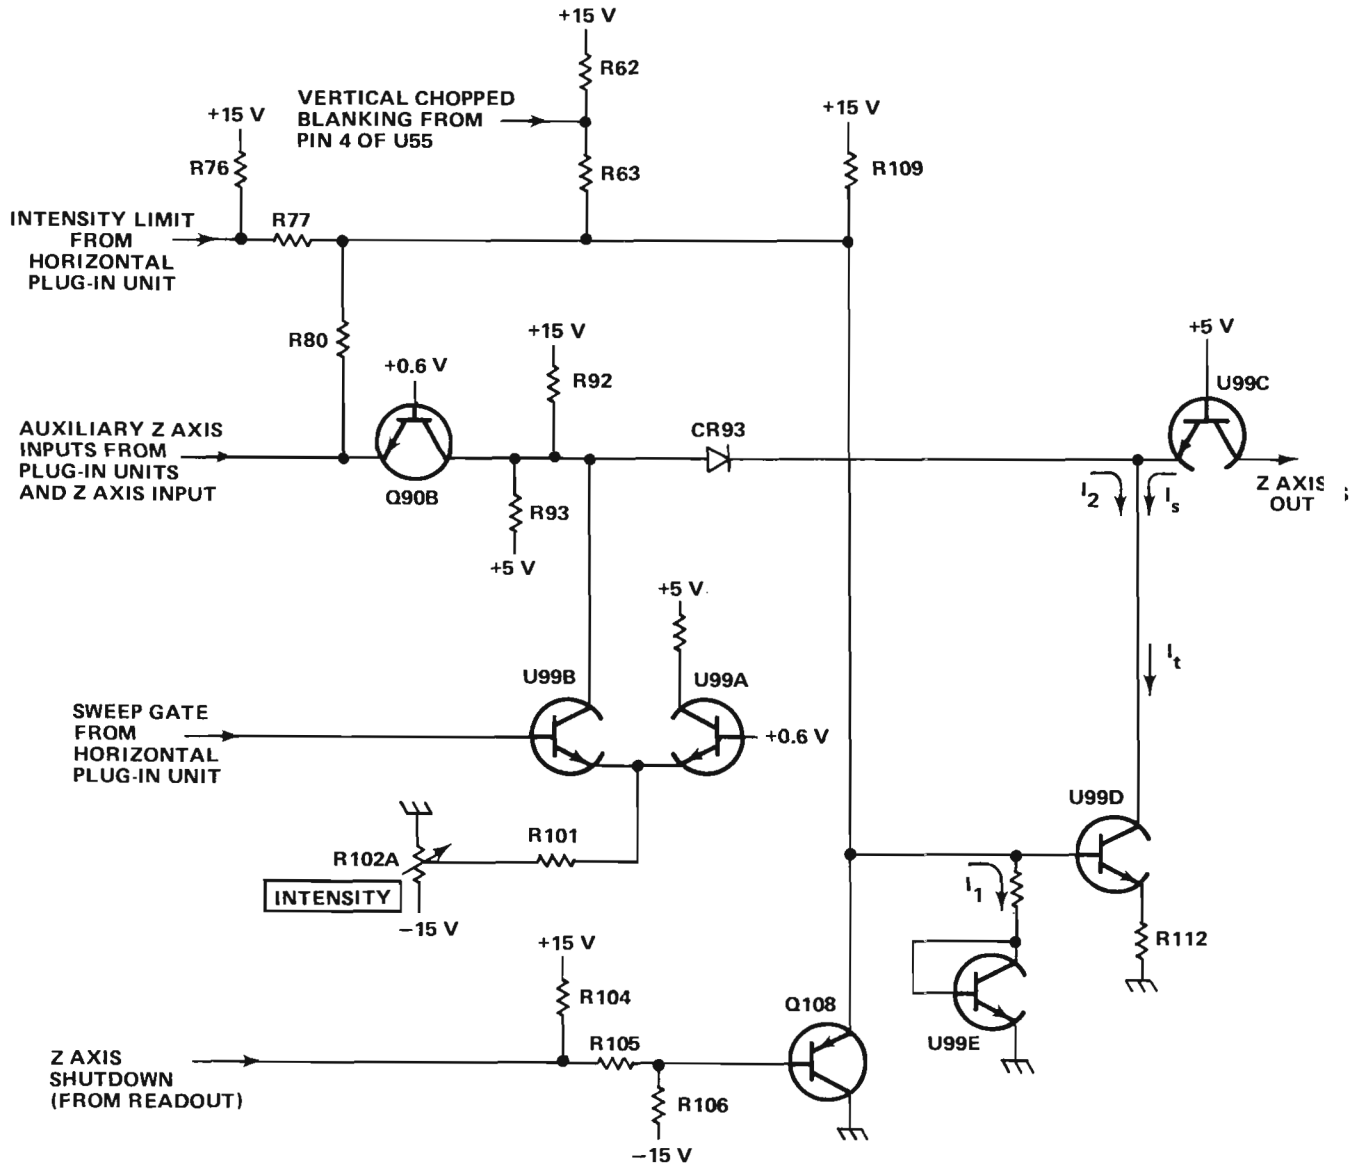 +15 V
R62
VERTICAL CHOPPED
BLANKING FROM
PIN 4 OF U55
+15 V
+15 V
R76
R63
R109
INTENSITY LIMIT
FROM
HORIZONTAL
PLUG-IN UNIT
R77
R80
+15 V
+5 V
+0.6 V
R92
U99C
AUXILIARY Z AXIS
INPUTS FROM
PLUG-IN UNITS
AND Z AXIS INPUT
CR93
Q90B
R93
I2
Is
Z AXIS
OUT
+5 V
+5 V
U99B
U99A
It
SWEEP GATE
FROM
HORIZONTAL
PLUG-IN UNIT
+0.6 V
U99D
R101
R102A
INTENSITY
I1
−15 V
+15 V
R112
R104
Q108
R105
U99E
Z AXIS
SHUTDOWN
(FROM READOUT)
R106
−15 V